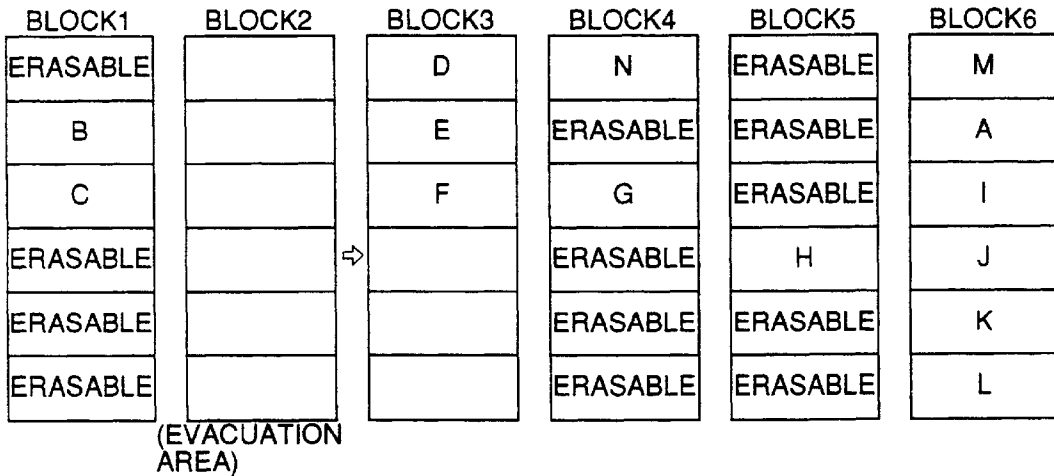 BLOCK1 BLOCK2 BLOCK3 BLOCK4 BLOCK5 BLOCK6
ERASABLE D N ERASABLE M
B E ERASABLE ERASABLE A
C F G ERASABLE I
ERASABLE ⇨ ERASABLE H J
ERASABLE ERASABLE ERASABLE K
ERASABLE ERASABLE ERASABLE L
(EVACUATION
AREA)